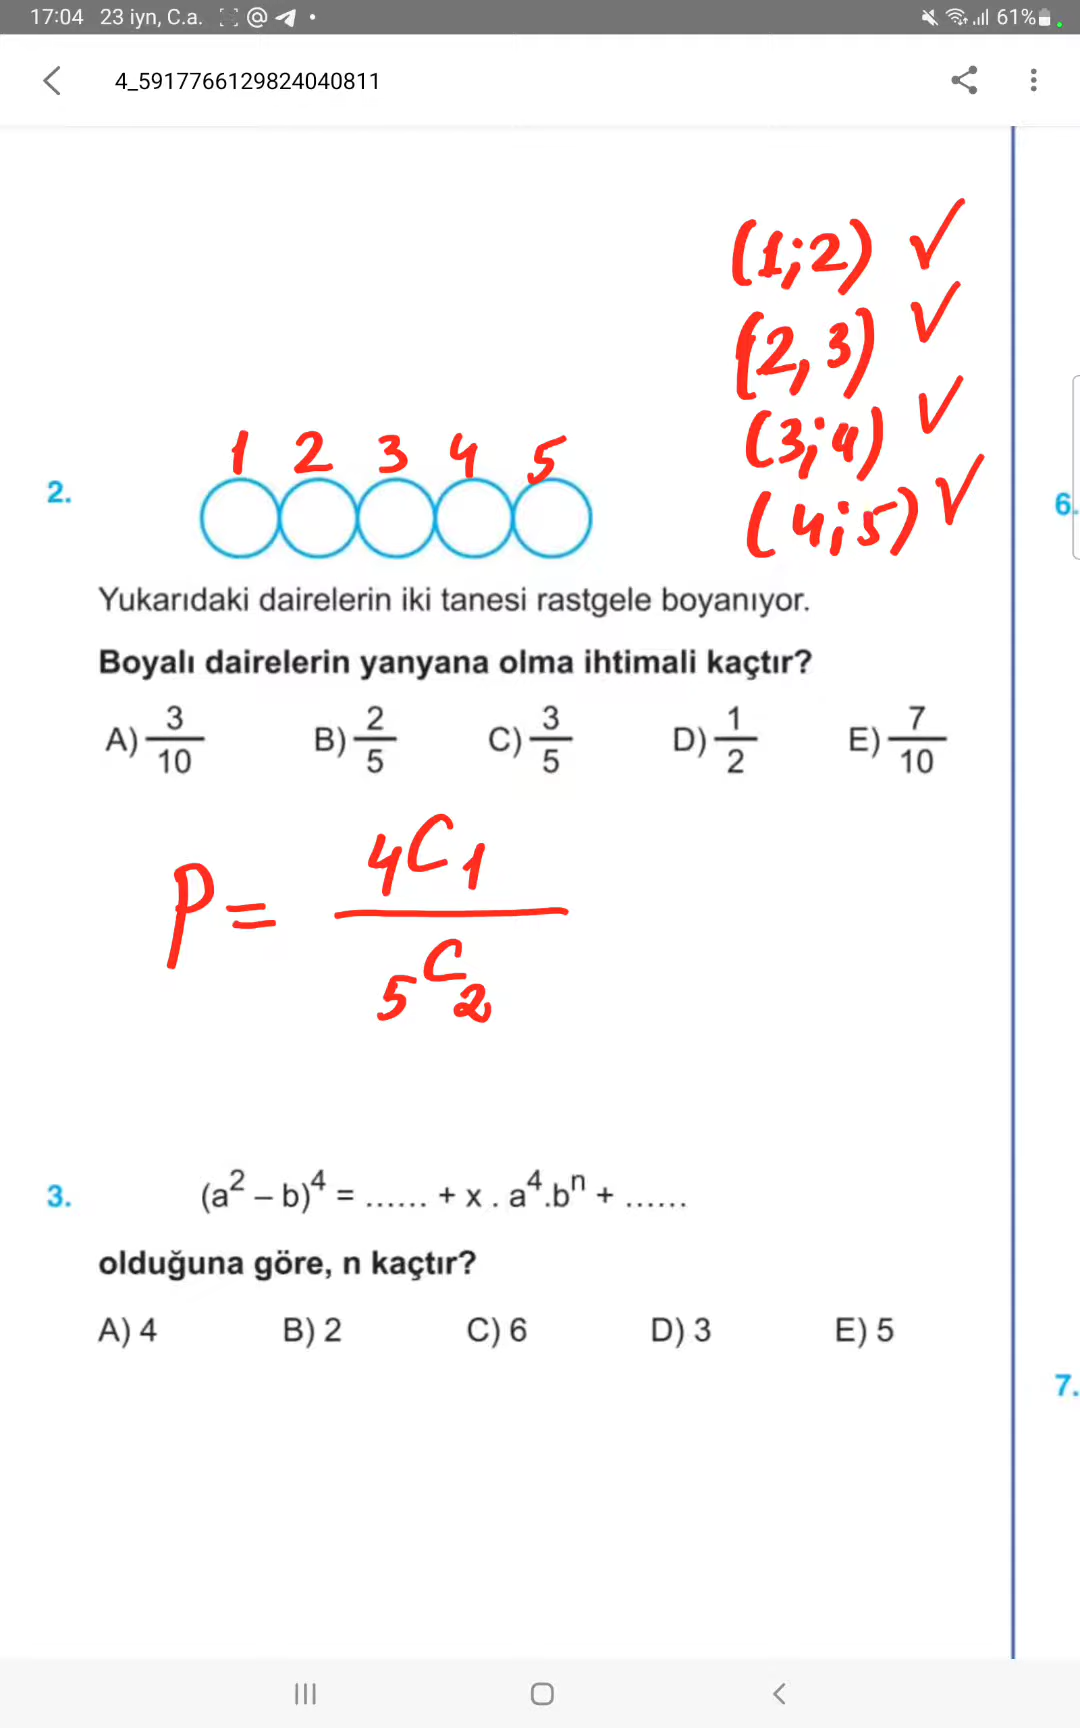 17:04 23 iyn, C.a. @ • 61%
4_5917766129824040811
(1;2) ✓
(2,3) ✓
(3;4) ✓
(4;5) ✓
1 2 3 4 5
2.
6.
Yukarıdaki dairelerin iki tanesi rastgele boyanıyor.
Boyalı dairelerin yanyana olma ihtimali kaçtır?
A) 3/10 B) 2/5 C) 3/5 D) 1/2 E) 7/10
P = 4C1 / 5C2
3. (a² – b)⁴ = ...... + x . a⁴.bⁿ + ......
olduğuna göre, n kaçtır?
A) 4 B) 2 C) 6 D) 3 E) 5
7.